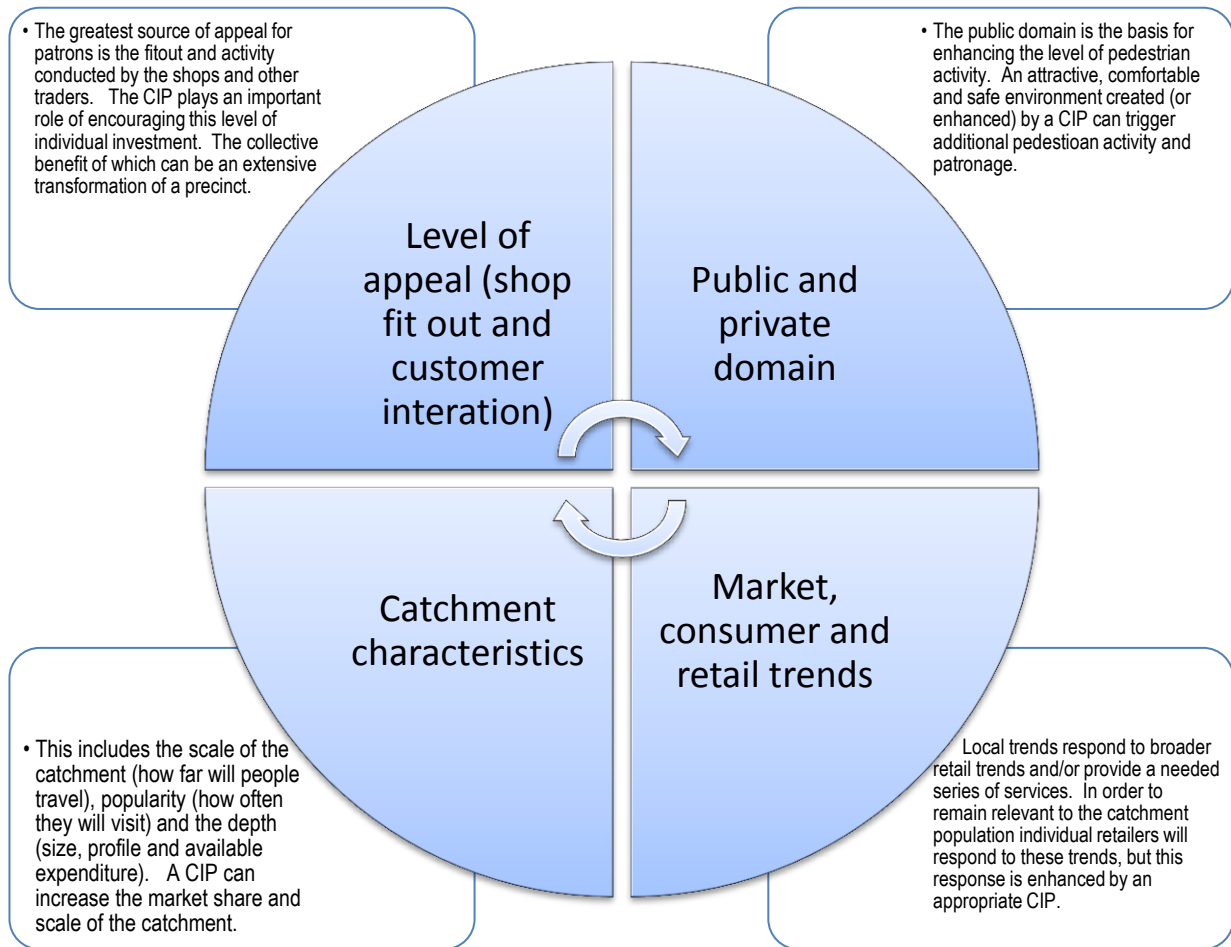 • The greatest source of appeal for
patrons is the fitout and activity
conducted by the shops and other
traders. The CIP plays an important
role of encouraging this level of
individual investment. The collective
benefit of which can be an extensive
transformation of a precinct.
• The public domain is the basis for
enhancing the level of pedestrian
activity. An attractive, comfortable
and safe environment created (or
enhanced) by a CIP can trigger
additional pedestioan activity and
patronage.
Level of
appeal (shop
fit out and
customer
interation)
Public and
private
domain
Catchment
characteristics
Market,
consumer and
retail trends
• This includes the scale of the
catchment (how far will people
travel), popularity (how often
they will visit) and the depth
(size, profile and available
expenditure). A CIP can
increase the market share and
scale of the catchment.
Local trends respond to broader
retail trends and/or provide a needed
series of services. In order to
remain relevant to the catchment
population individual retailers will
respond to these trends, but this
response is enhanced by an
appropriate CIP.